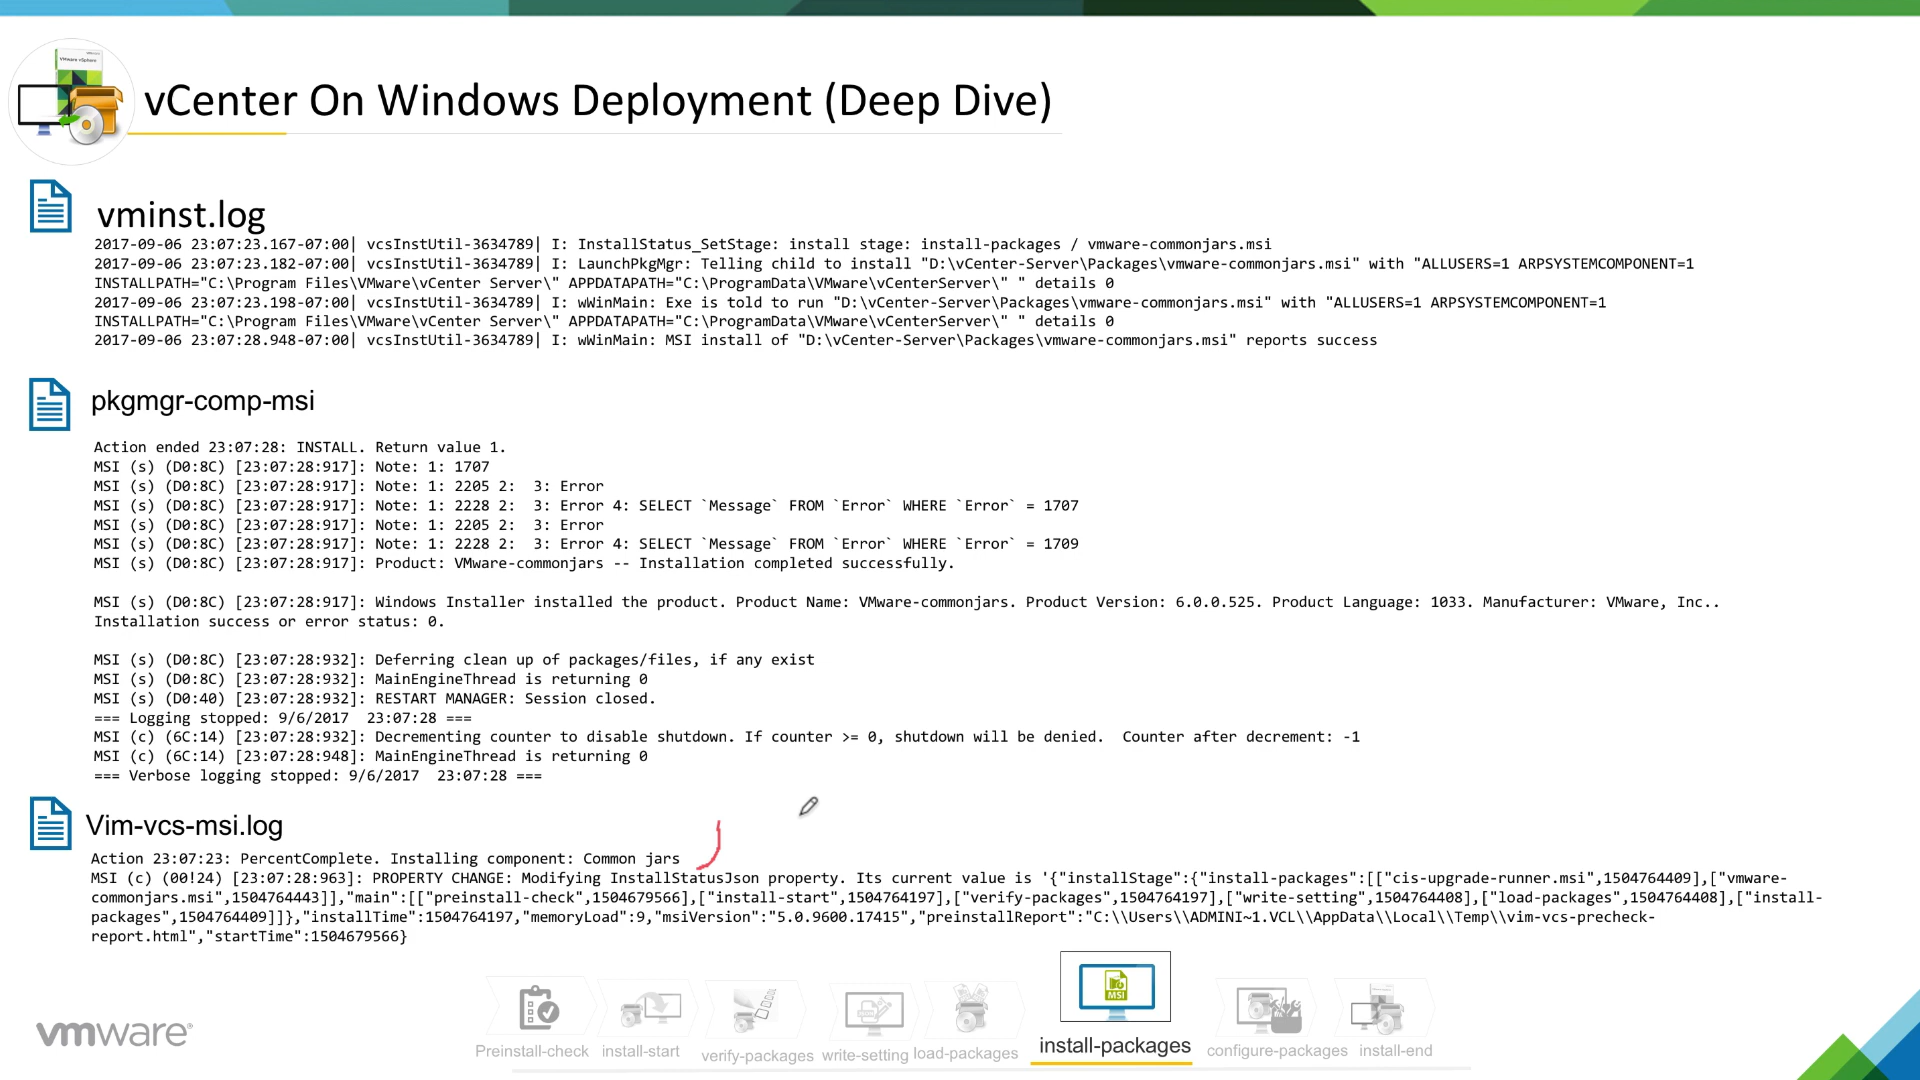 vCenter On Windows Deployment (Deep Dive)
vminst.log
2017-09-06 23:07:23.167-07:00| vcsInstUtil-3634789| I: InstallStatus_SetStage: install stage: install-packages / vmware-commonjars.msi
2017-09-06 23:07:23.182-07:00| vcsInstUtil-3634789| I: LaunchPkgMgr: Telling child to install "D:\vCenter-Server\Packages\vmware-commonjars.msi" with "ALLUSERS=1 ARPSYSTEMCOMPONENT=1
INSTALLPATH="C:\Program Files\VMware\vCenter Server\" APPDATAPATH="C:\ProgramData\VMware\vCenterServer\" " details 0
2017-09-06 23:07:23.198-07:00| vcsInstUtil-3634789| I: wWinMain: Exe is told to run "D:\vCenter-Server\Packages\vmware-commonjars.msi" with "ALLUSERS=1 ARPSYSTEMCOMPONENT=1
INSTALLPATH="C:\Program Files\VMware\vCenter Server\" APPDATAPATH="C:\ProgramData\VMware\vCenterServer\" " details 0
2017-09-06 23:07:28.948-07:00| vcsInstUtil-3634789| I: wWinMain: MSI install of "D:\vCenter-Server\Packages\vmware-commonjars.msi" reports success
pkgmgr-comp-msi
Action ended 23:07:28: INSTALL. Return value 1.
MSI (s) (D0:8C) [23:07:28:917]: Note: 1: 1707
MSI (s) (D0:8C) [23:07:28:917]: Note: 1: 2205 2:  3: Error
MSI (s) (D0:8C) [23:07:28:917]: Note: 1: 2228 2:  3: Error 4: SELECT `Message` FROM `Error` WHERE `Error` = 1707
MSI (s) (D0:8C) [23:07:28:917]: Note: 1: 2205 2:  3: Error
MSI (s) (D0:8C) [23:07:28:917]: Note: 1: 2228 2:  3: Error 4: SELECT `Message` FROM `Error` WHERE `Error` = 1709
MSI (s) (D0:8C) [23:07:28:917]: Product: VMware-commonjars -- Installation completed successfully.
MSI (s) (D0:8C) [23:07:28:917]: Windows Installer installed the product. Product Name: VMware-commonjars. Product Version: 6.0.0.525. Product Language: 1033. Manufacturer: VMware, Inc..
Installation success or error status: 0.
MSI (s) (D0:8C) [23:07:28:932]: Deferring clean up of packages/files, if any exist
MSI (s) (D0:8C) [23:07:28:932]: MainEngineThread is returning 0
MSI (s) (D0:40) [23:07:28:932]: RESTART MANAGER: Session closed.
=== Logging stopped: 9/6/2017  23:07:28 ===
MSI (c) (6C:14) [23:07:28:932]: Decrementing counter to disable shutdown. If counter >= 0, shutdown will be denied.  Counter after decrement: -1
MSI (c) (6C:14) [23:07:28:948]: MainEngineThread is returning 0
=== Verbose logging stopped: 9/6/2017  23:07:28 ===
Vim-vcs-msi.log
Action 23:07:23: PercentComplete. Installing component: Common jars
MSI (c) (00!24) [23:07:28:963]: PROPERTY CHANGE: Modifying InstallStatusJson property. Its current value is '{"installStage":{"install-packages":[["cis-upgrade-runner.msi",1504764409],["vmware-
commonjars.msi",1504764443]],"main":[["preinstall-check",1504679566],["install-start",1504764197],["verify-packages",1504764197],["write-setting",1504764408],["load-packages",1504764408],["install-
packages",1504764409]]},"installTime":1504764197,"memoryLoad":9,"msiVersion":"5.0.9600.17415","preinstallReport":"C:\\Users\\ADMINI~1.VCL\\AppData\\Local\\Temp\\vim-vcs-precheck-
report.html","startTime":1504679566}
MSI
vmware
Preinstall-check install-start verify-packages write-setting load-packages install-packages configure-packages install-end